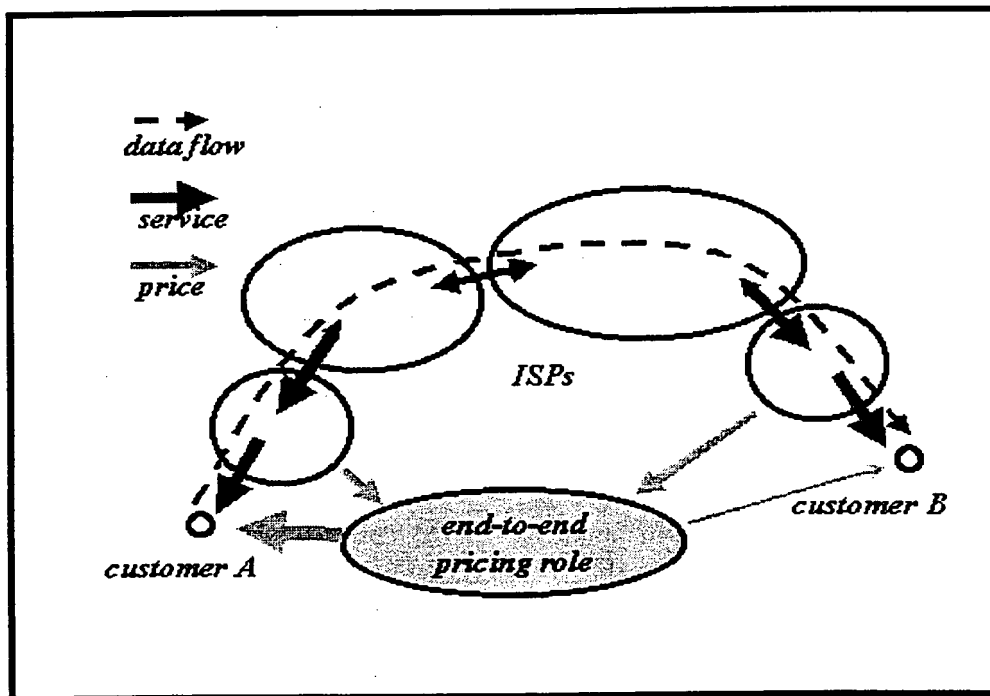 data flow
service
price
ISPs
customer B
end-to-end
pricing role
customer A